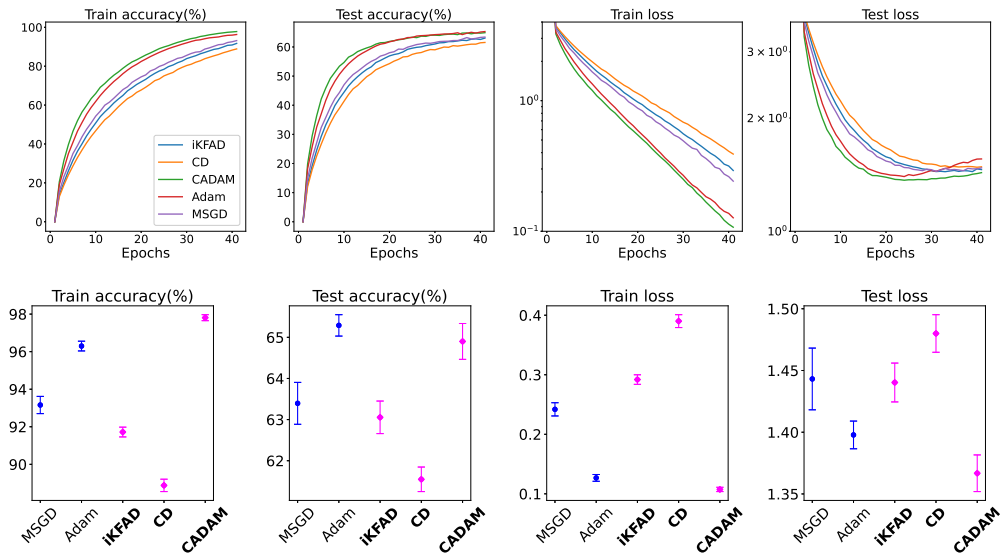 Train accuracy(%)
100
80
60
40
20
0
0
10
20
30
40
Epochs
iKFAD
CD
CADAM
Adam
MSGD
Test accuracy(%)
60
50
40
30
20
10
0
0
10
20
30
40
Epochs
Train loss
10⁰
10⁻¹
0
10
20
30
40
Epochs
Test loss
3 × 10⁰
2 × 10⁰
10⁰
0
10
20
30
40
Epochs
Train accuracy(%)
98
96
94
92
90
MSGD
Adam
iKFAD
CD
CADAM
Test accuracy(%)
65
64
63
62
MSGD
Adam
iKFAD
CD
CADAM
Train loss
0.4
0.3
0.2
0.1
MSGD
Adam
iKFAD
CD
CADAM
Test loss
1.50
1.45
1.40
1.35
MSGD
Adam
iKFAD
CD
CADAM